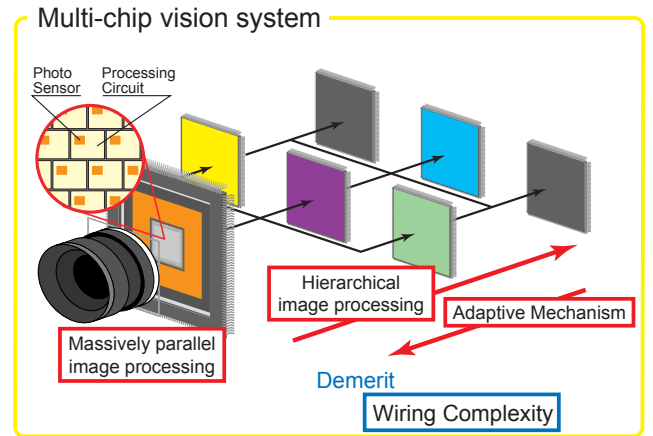 Multi-chip vision system
Photo
Sensor
Processing
Circuit
Hierarchical
image processing
Adaptive Mechanism
Massively parallel
image processing
Demerit
Wiring Complexity